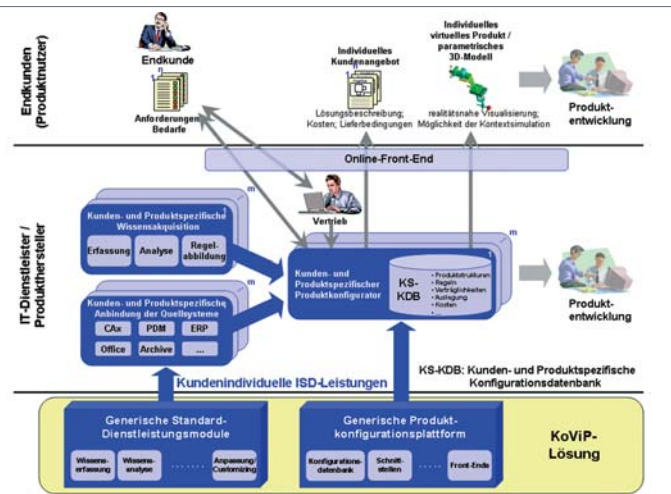 Endkunden
(Produktnutzer)
Endkunde
1
n
Anforderungen
Bedarfe
Individuelles
Kundenangebot
1
n
Lösungsbeschreibung;
Kosten; Lieferbedingungen
Individuelles
virtuelles Produkt /
parametrisches
3D-Modell
realitätsnahe Visualisierung;
Möglichkeit der Kontextsimulation
Produkt-
entwicklung
Online-Front-End
Vertrieb
IT-Dienstleister /
Produkthersteller
m
Kunden- und Produktspezifische
Wissensakquisition
Erfassung
Analyse
Regel-
abbildung
m
Kunden- und Produktspezifische
Anbindung der Quellsysteme
CAx
PDM
ERP
Office
Archive
...
m
Kunden- und
Produktspezifischer
Produktkonfigurator
KS-
KDB
• Produktstrukturen
• Regeln
• Verträglichkeiten
• Auslegung
• Kosten
Produkt-
entwicklung
Kundenindividuelle ISD-Leistungen
KS-KDB: Kunden- und Produktspezifische
Konfigurationsdatenbank
Generische Standard-
Dienstleistungsmodule
Wissens-
erfassung
Wissens-
analyse
.......
Anpassung/
Customizing
Generische Produkt-
konfigurationsplattform
Konfigurations-
datenbank
Schnitt-
stellen
.....
Front-Ends
KoViP-
Lösung